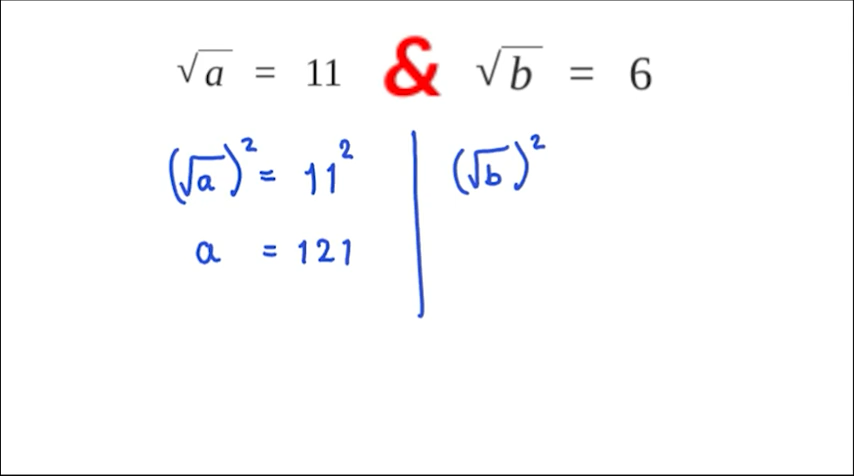 √a = 11 & √b = 6
(√a)² = 11²
a = 121
(√b)²